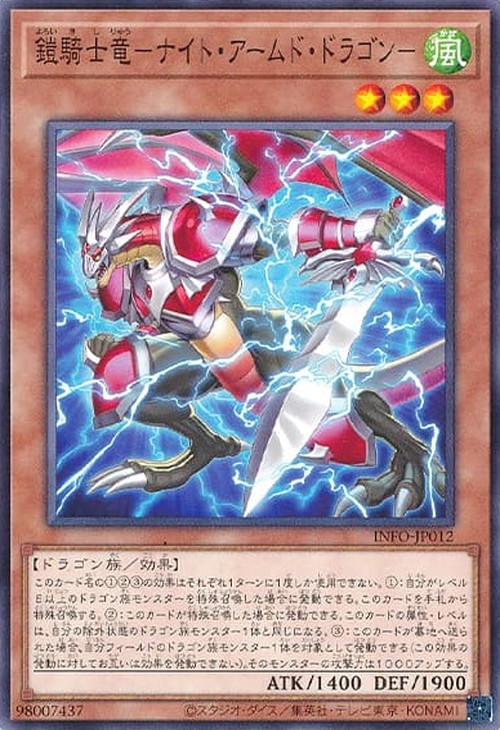 鎧騎士竜－ナイト・アームド・ドラゴン－
風
INFO-JP012
【ドラゴン族／効果】
このカード名の①②③の効果はそれぞれ１ターンに１度しか使用できない。①：自分がレベル
５以上のドラゴン族モンスターを特殊召喚した場合に発動できる。このカードを手札から
特殊召喚する。②：このカードが特殊召喚した場合に発動できる。このカードの属性・レベル
は、自分の除外状態のドラゴン族モンスター１体と同じになる。③：このカードが墓地へ送ら
れた場合、自分フィールドのドラゴン族モンスター１体を対象として発動できる（この効果の
発動に対してお互いは効果を発動できない）。そのモンスターの攻撃力は１０００アップする。
ATK/1400 DEF/1900
98007437
©スタジオ・ダイス／集英社・テレビ東京・KONAMI